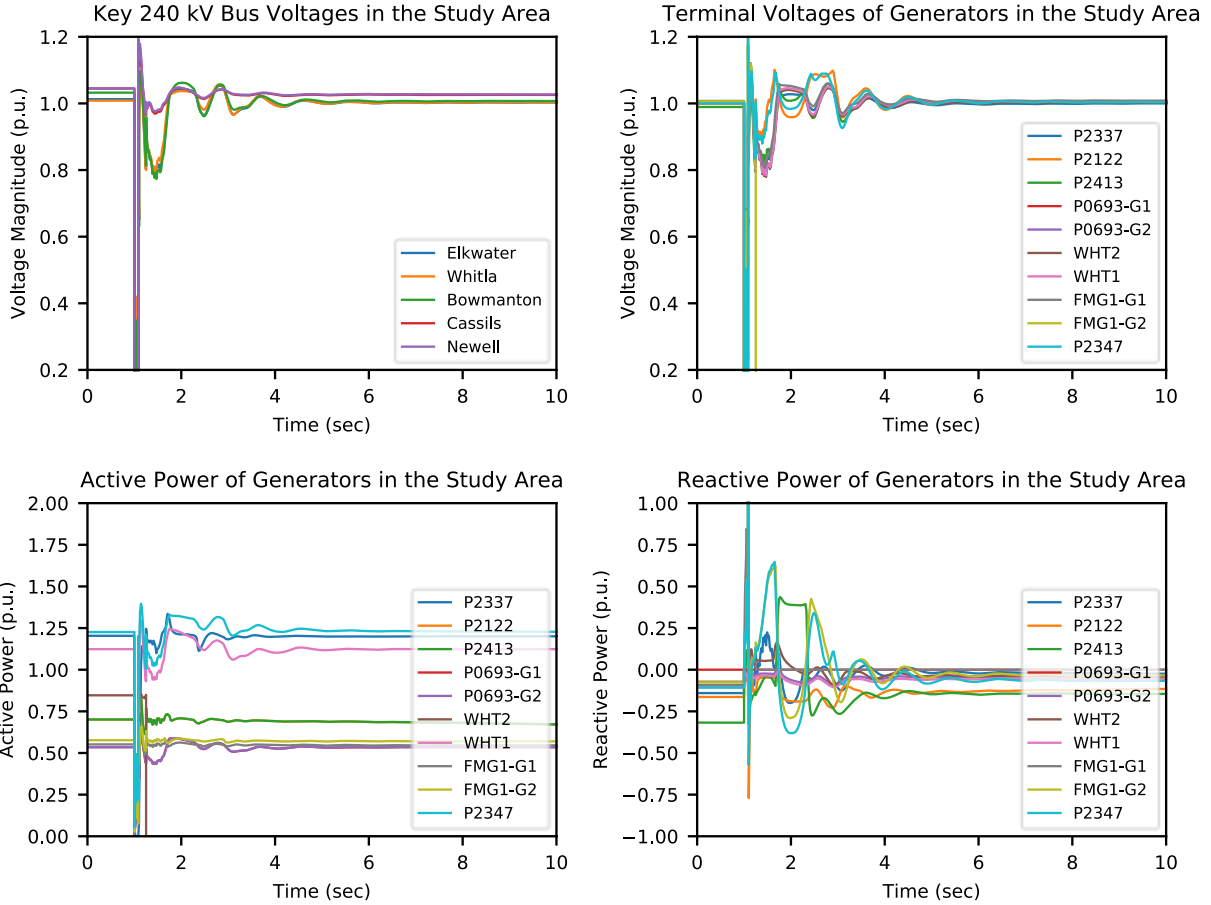 Key 240 kV Bus Voltages in the Study Area
1.2
1.0
0.8
0.6
0.4
0.2
Voltage Magnitude (p.u.)
Elkwater
Whitla
Bowmanton
Cassils
Newell
0 2 4 6 8 10
Time (sec)
Terminal Voltages of Generators in the Study Area
1.2
1.0
0.8
0.6
0.4
0.2
Voltage Magnitude (p.u.)
P2337
P2122
P2413
P0693-G1
P0693-G2
WHT2
WHT1
FMG1-G1
FMG1-G2
P2347
0 2 4 6 8 10
Time (sec)
Active Power of Generators in the Study Area
2.00
1.75
1.50
1.25
1.00
0.75
0.50
0.25
0.00
Active Power (p.u.)
P2337
P2122
P2413
P0693-G1
P0693-G2
WHT2
WHT1
FMG1-G1
FMG1-G2
P2347
0 2 4 6 8 10
Time (sec)
Reactive Power of Generators in the Study Area
1.00
0.75
0.50
0.25
0.00
−0.25
−0.50
−0.75
−1.00
Reactive Power (p.u.)
P2337
P2122
P2413
P0693-G1
P0693-G2
WHT2
WHT1
FMG1-G1
FMG1-G2
P2347
0 2 4 6 8 10
Time (sec)